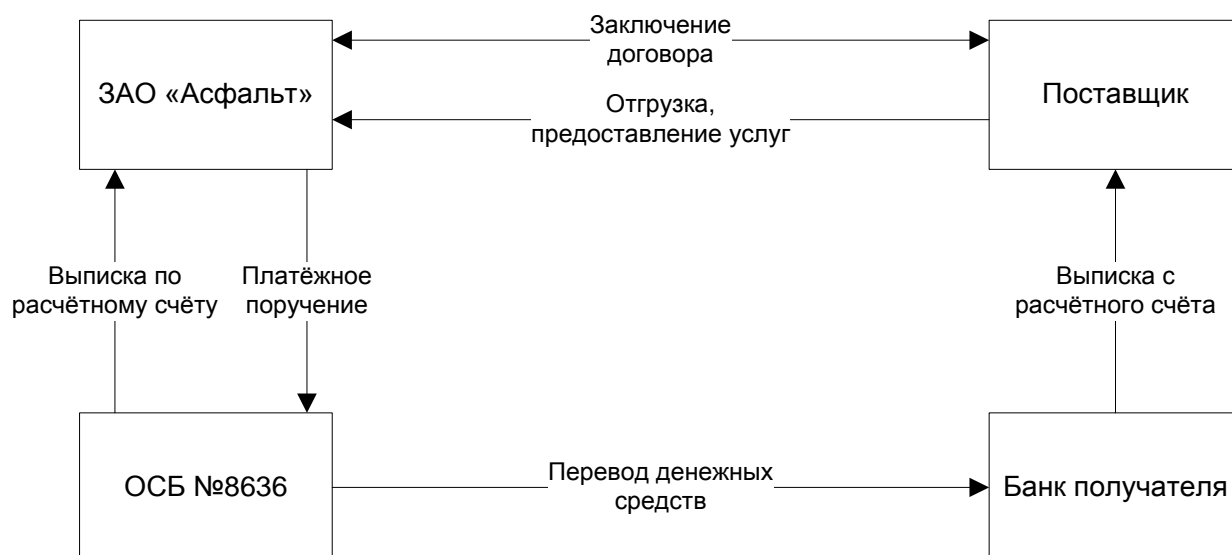 Заключение
договора
ЗАО «Асфальт»
Поставщик
Отгрузка,
предоставление услуг
Выписка по
расчётному счёту
Платёжное
поручение
Выписка с
расчётного счёта
ОСБ №8636
Перевод денежных
средств
Банк получателя